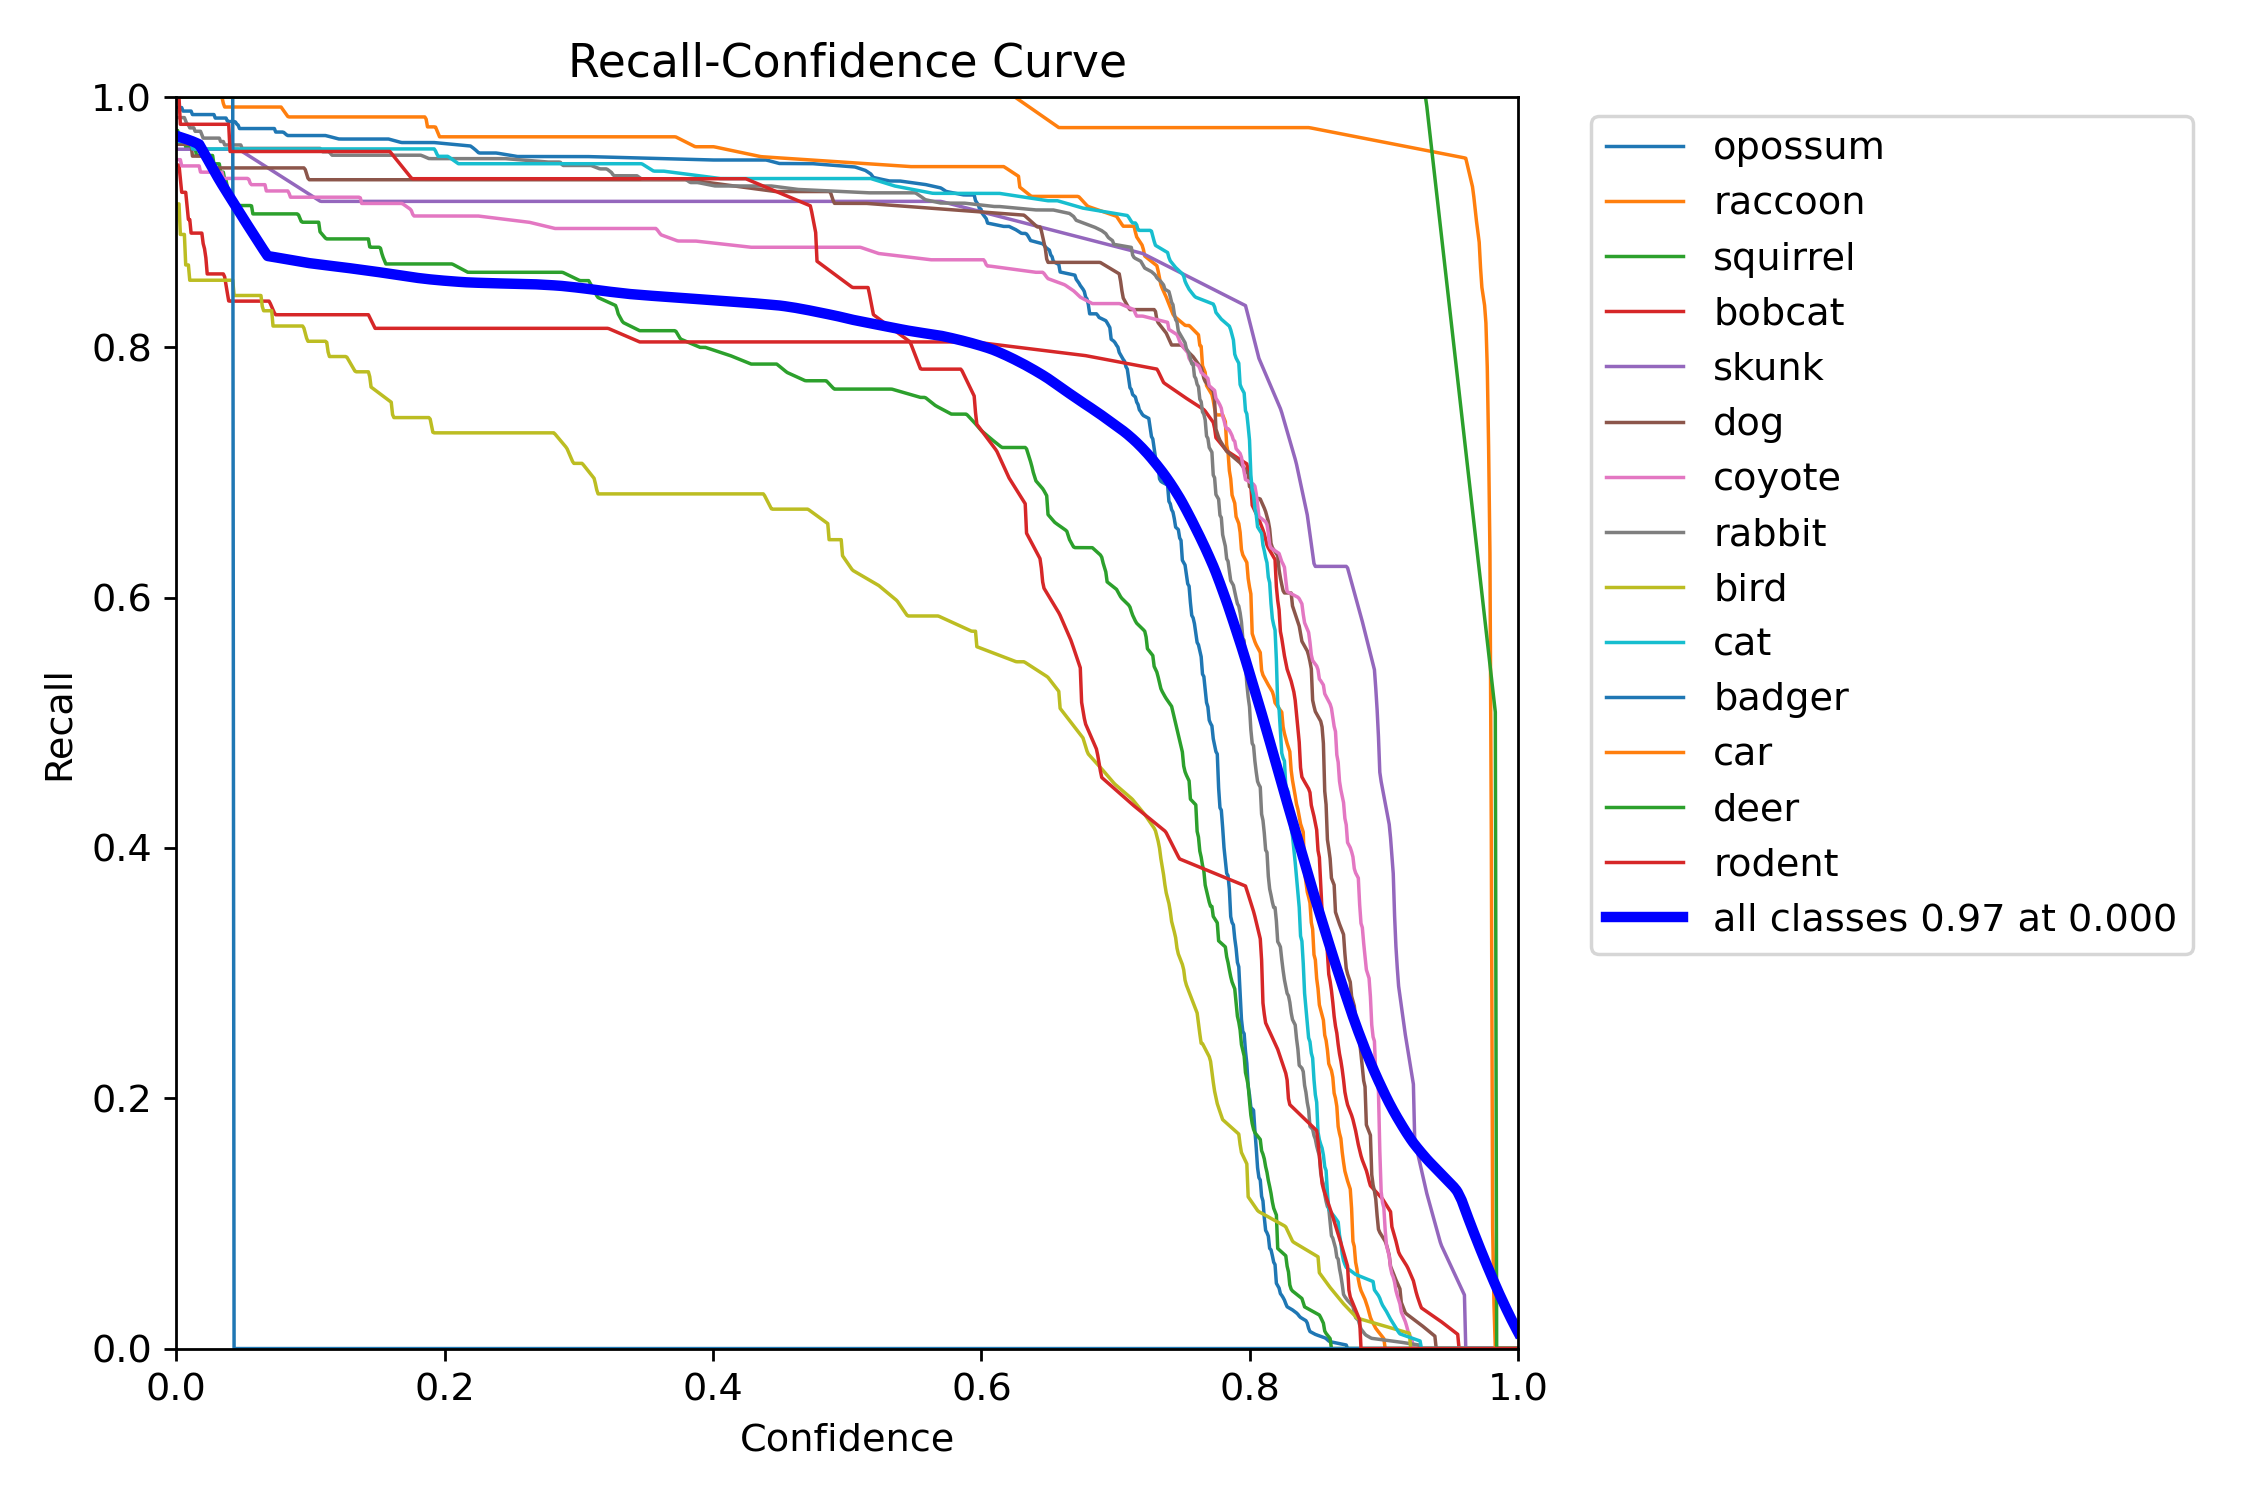 Recall-Confidence Curve
1.0
0.8
0.6
0.4
0.2
0.0
Recall
0.0 0.2 0.4 0.6 0.8 1.0
Confidence
opossum
raccoon
squirrel
bobcat
skunk
dog
coyote
rabbit
bird
cat
badger
car
deer
rodent
all classes 0.97 at 0.000